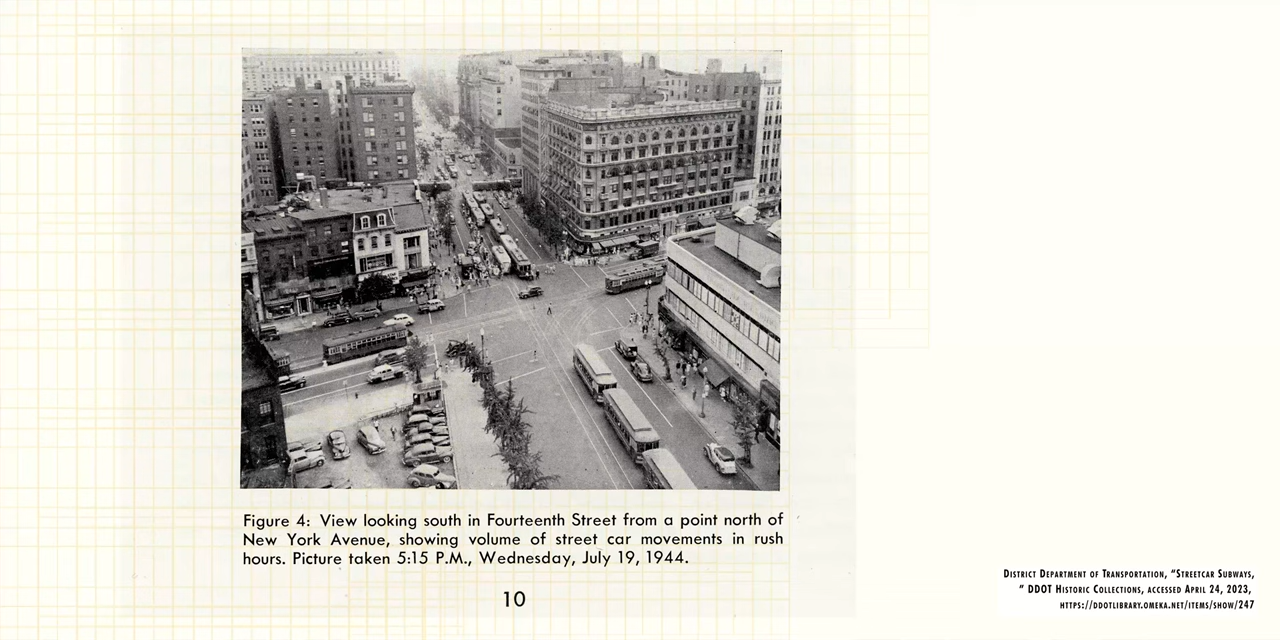 Figure 4: View looking south in Fourteenth Street from a point north of
New York Avenue, showing volume of street car movements in rush
hours. Picture taken 5:15 P.M., Wednesday, July 19, 1944.
10
District Department of Transportation, "Streetcar Subways,
" DDOT Historic Collections, accessed April 24, 2023,
https://ddotlibrary.omeka.net/items/show/247